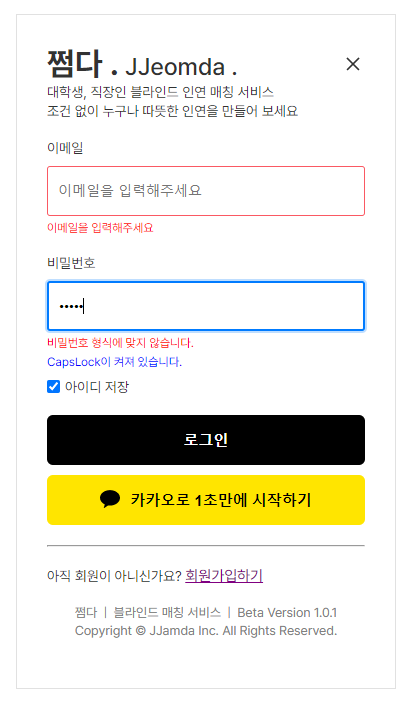 쩜다 . JJeomda .
대학생, 직장인 블라인드 인연 매칭 서비스
조건 없이 누구나 따뜻한 인연을 만들어 보세요
이메일
이메일을 입력해주세요
이메일을 입력해주세요
비밀번호
•••••
비밀번호 형식에 맞지 않습니다.
CapsLock이 켜져 있습니다.
아이디 저장
로그인
카카오로 1초만에 시작하기
아직 회원이 아니신가요? 회원가입하기
쩜다 | 블라인드 매칭 서비스 | Beta Version 1.0.1
Copyright © JJamda Inc. All Rights Reserved.